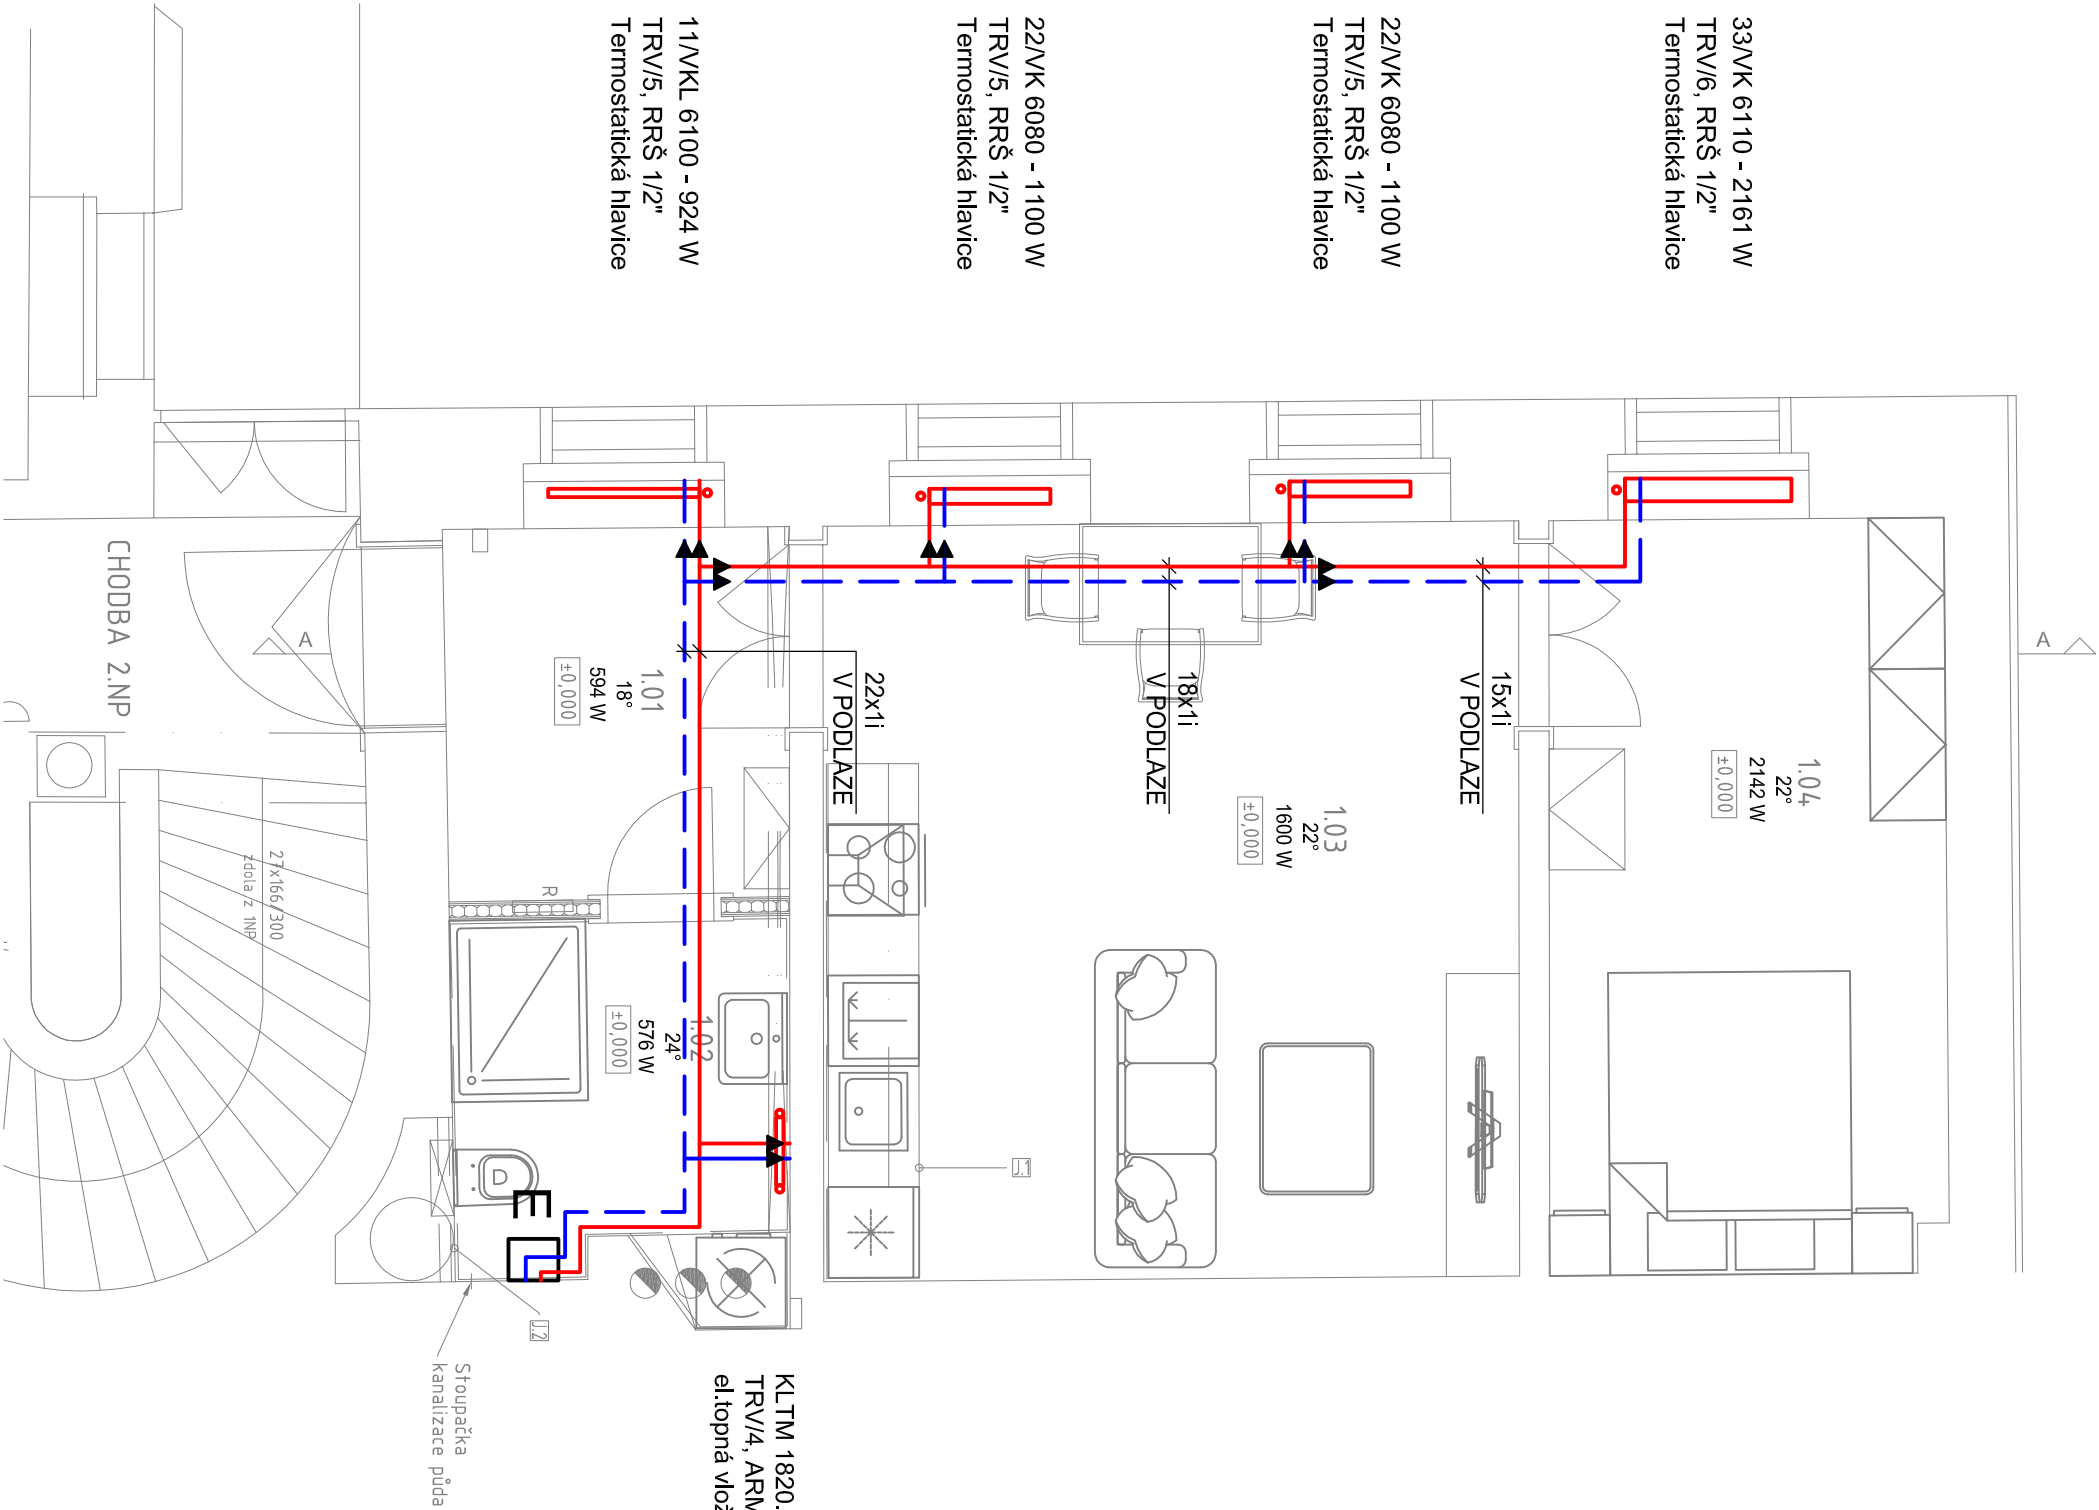 33/VK 6110 - 2161 W
TRV/6, RRŠ 1/2"
Termostatická hlavice
22/VK 6080 - 1100 W
TRV/5, RRŠ 1/2"
Termostatická hlavice
22/VK 6080 - 1100 W
TRV/5, RRŠ 1/2"
Termostatická hlavice
11/VKL 6100 - 924 W
TRV/5, RRŠ 1/2"
Termostatická hlavice
A
A
CHODBA 2.NP
1.01
18°
594 W
±0,000
22x1i
V PODLAZE
18x1i
V PODLAZE
15x1i
V PODLAZE
1.04
22°
2142 W
±0,000
1.03
22°
1600 W
±0,000
27x166/300
zdola z 1NP
R
1.02
24°
576 W
±0,000
E
J.1
J.2
Stoupačka
kanalizace půda
KLTM 1820.
TRV/4,
el.topná